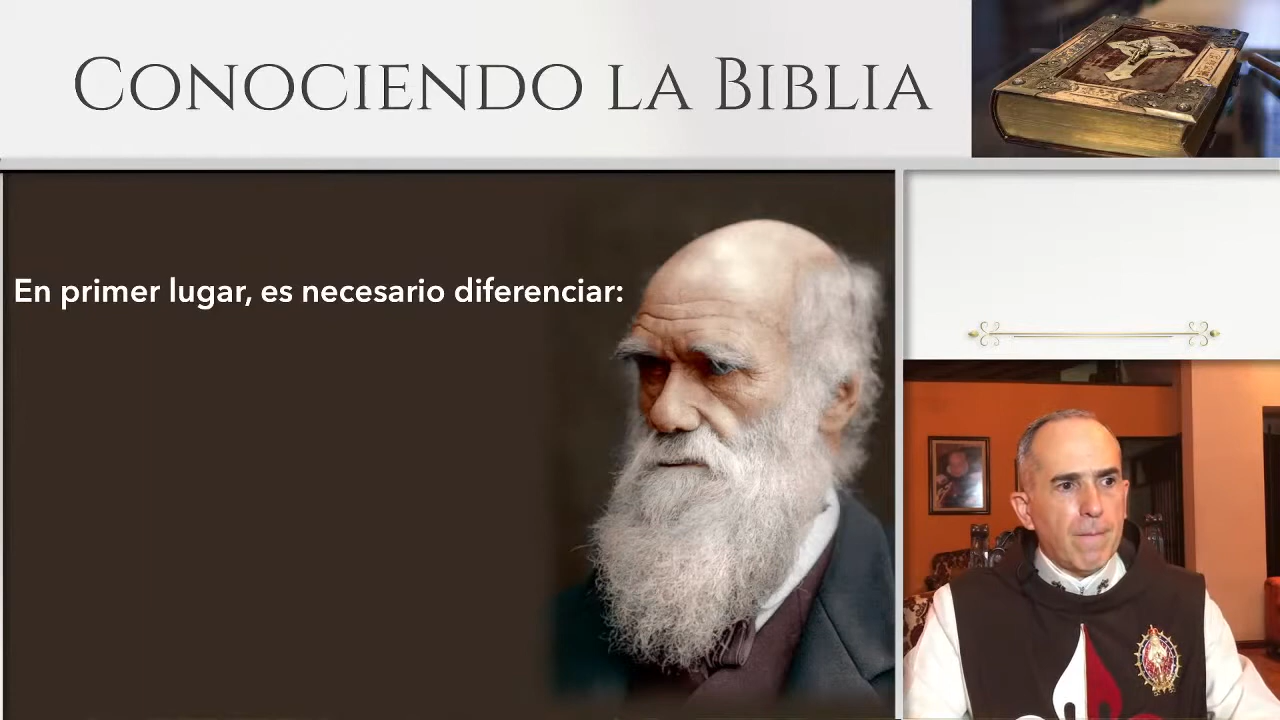 Conociendo la Biblia
En primer lugar, es necesario diferenciar: